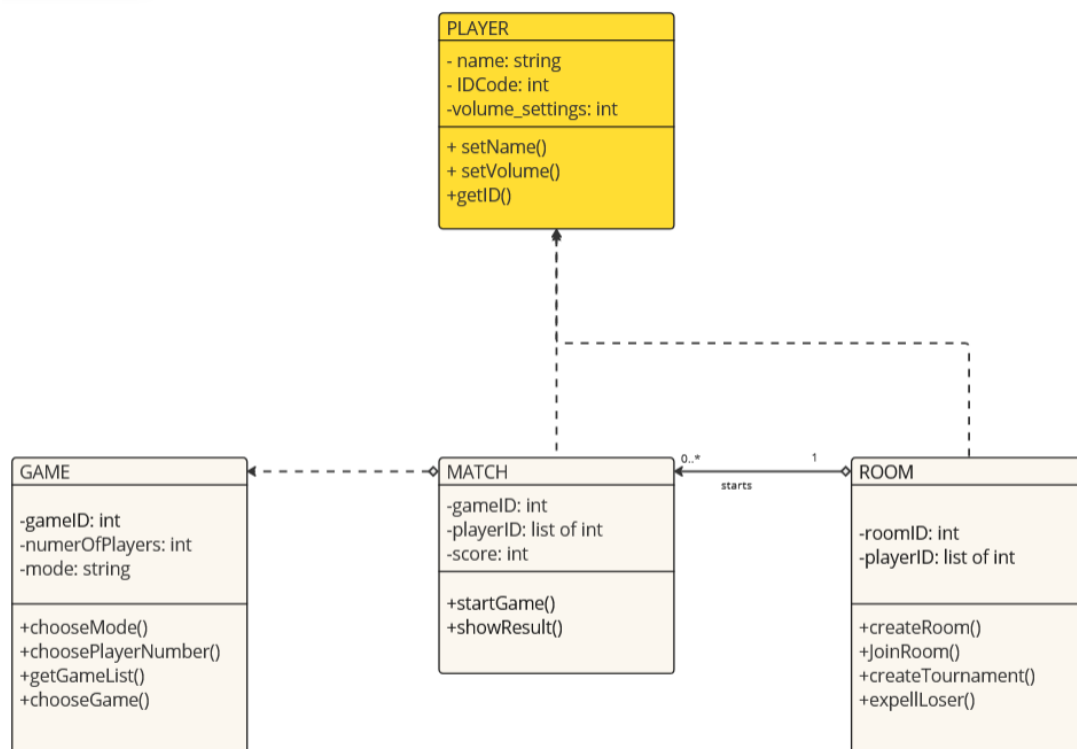 PLAYER
- name: string
- IDCode: int
-volume_settings: int
+ setName()
+ setVolume()
+getID()
GAME
-gameID: int
-numerOfPlayers: int
-mode: string
+chooseMode()
+choosePlayerNumber()
+getGameList()
+chooseGame()
MATCH
-gameID: int
-playerID: list of int
-score: int
+startGame()
+showResult()
0..*
1
starts
ROOM
-roomID: int
-playerID: list of int
+createRoom()
+JoinRoom()
+createTournament()
+expellLoser()